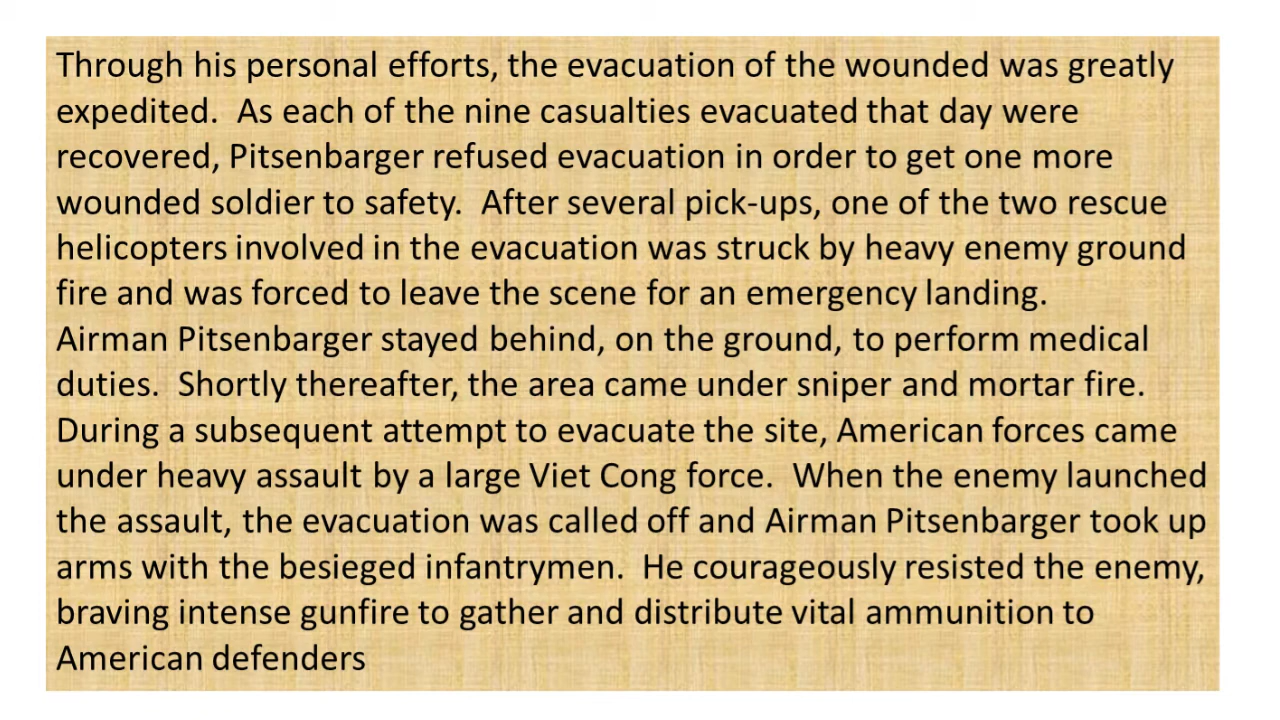 Through his personal efforts, the evacuation of the wounded was greatly
expedited.  As each of the nine casualties evacuated that day were
recovered, Pitsenbarger refused evacuation in order to get one more
wounded soldier to safety.  After several pick-ups, one of the two rescue
helicopters involved in the evacuation was struck by heavy enemy ground
fire and was forced to leave the scene for an emergency landing.
Airman Pitsenbarger stayed behind, on the ground, to perform medical
duties.  Shortly thereafter, the area came under sniper and mortar fire.
During a subsequent attempt to evacuate the site, American forces came
under heavy assault by a large Viet Cong force.  When the enemy launched
the assault, the evacuation was called off and Airman Pitsenbarger took up
arms with the besieged infantrymen.  He courageously resisted the enemy,
braving intense gunfire to gather and distribute vital ammunition to
American defenders